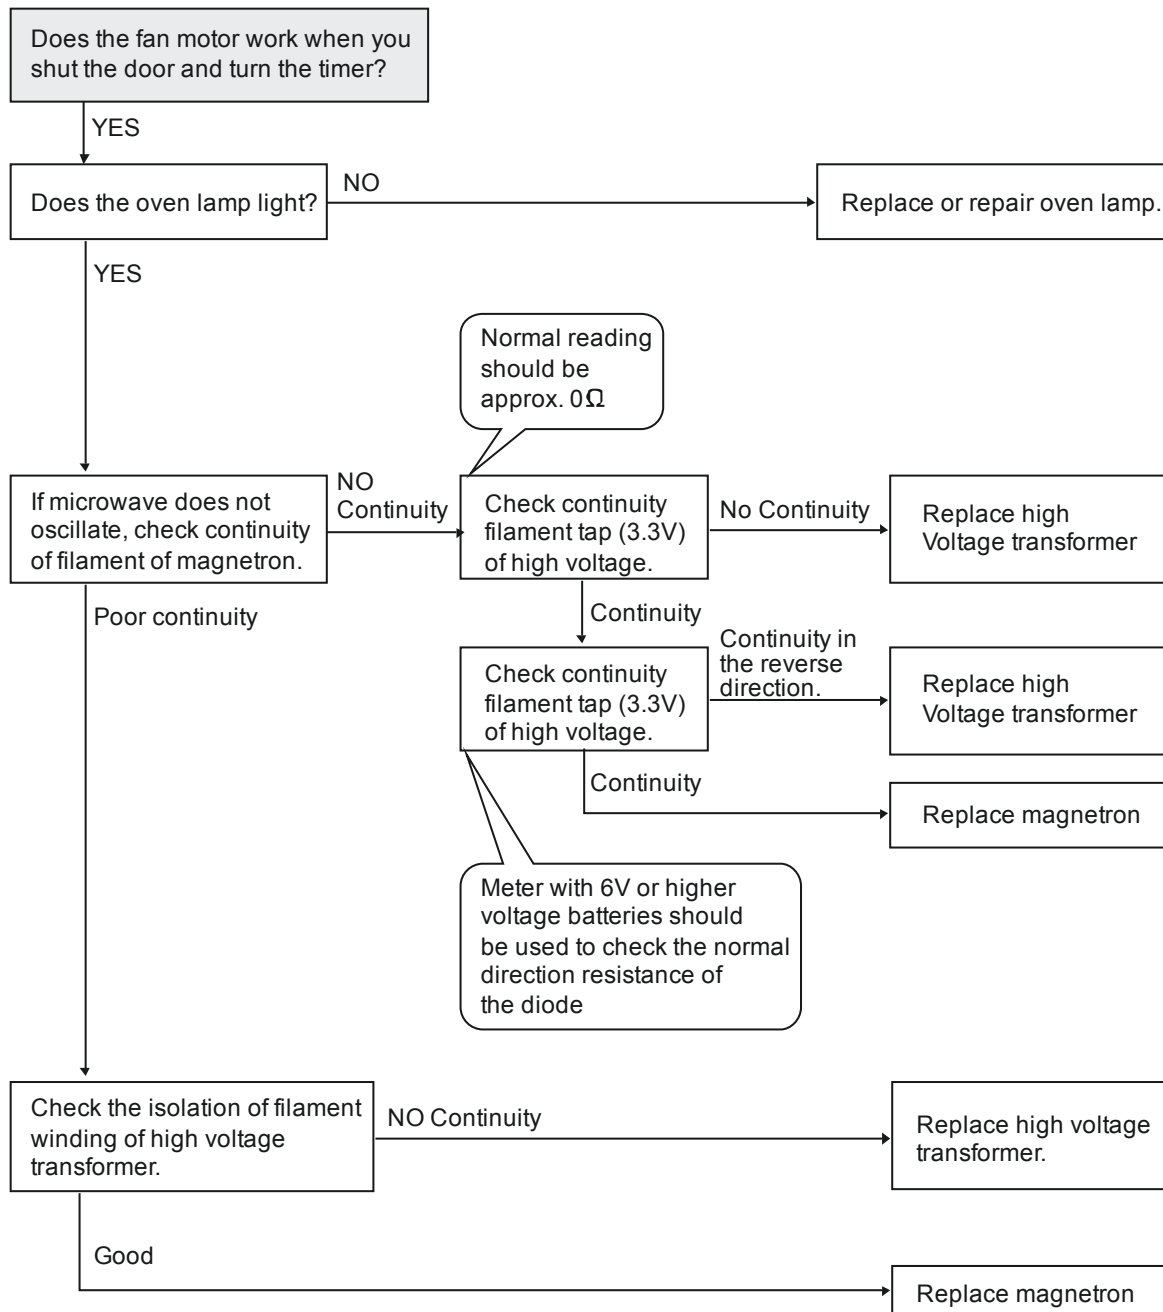 Does the fan motor work when you
shut the door and turn the timer?
YES
Does the oven lamp light?
NO
Replace or repair oven lamp.
YES
Normal reading
should be
approx. 0Ω
If microwave does not
oscillate, check continuity
of filament of magnetron.
NO
Continuity
Check continuity
filament tap (3.3V)
of high voltage.
No Continuity
Replace high
Voltage transformer
Poor continuity
Continuity
Check continuity
filament tap (3.3V)
of high voltage.
Continuity in
the reverse
direction.
Replace high
Voltage transformer
Continuity
Replace magnetron
Meter with 6V or higher
voltage batteries should
be used to check the normal
direction resistance of
the diode
Check the isolation of filament
winding of high voltage
transformer.
NO Continuity
Replace high voltage
transformer.
Good
Replace magnetron